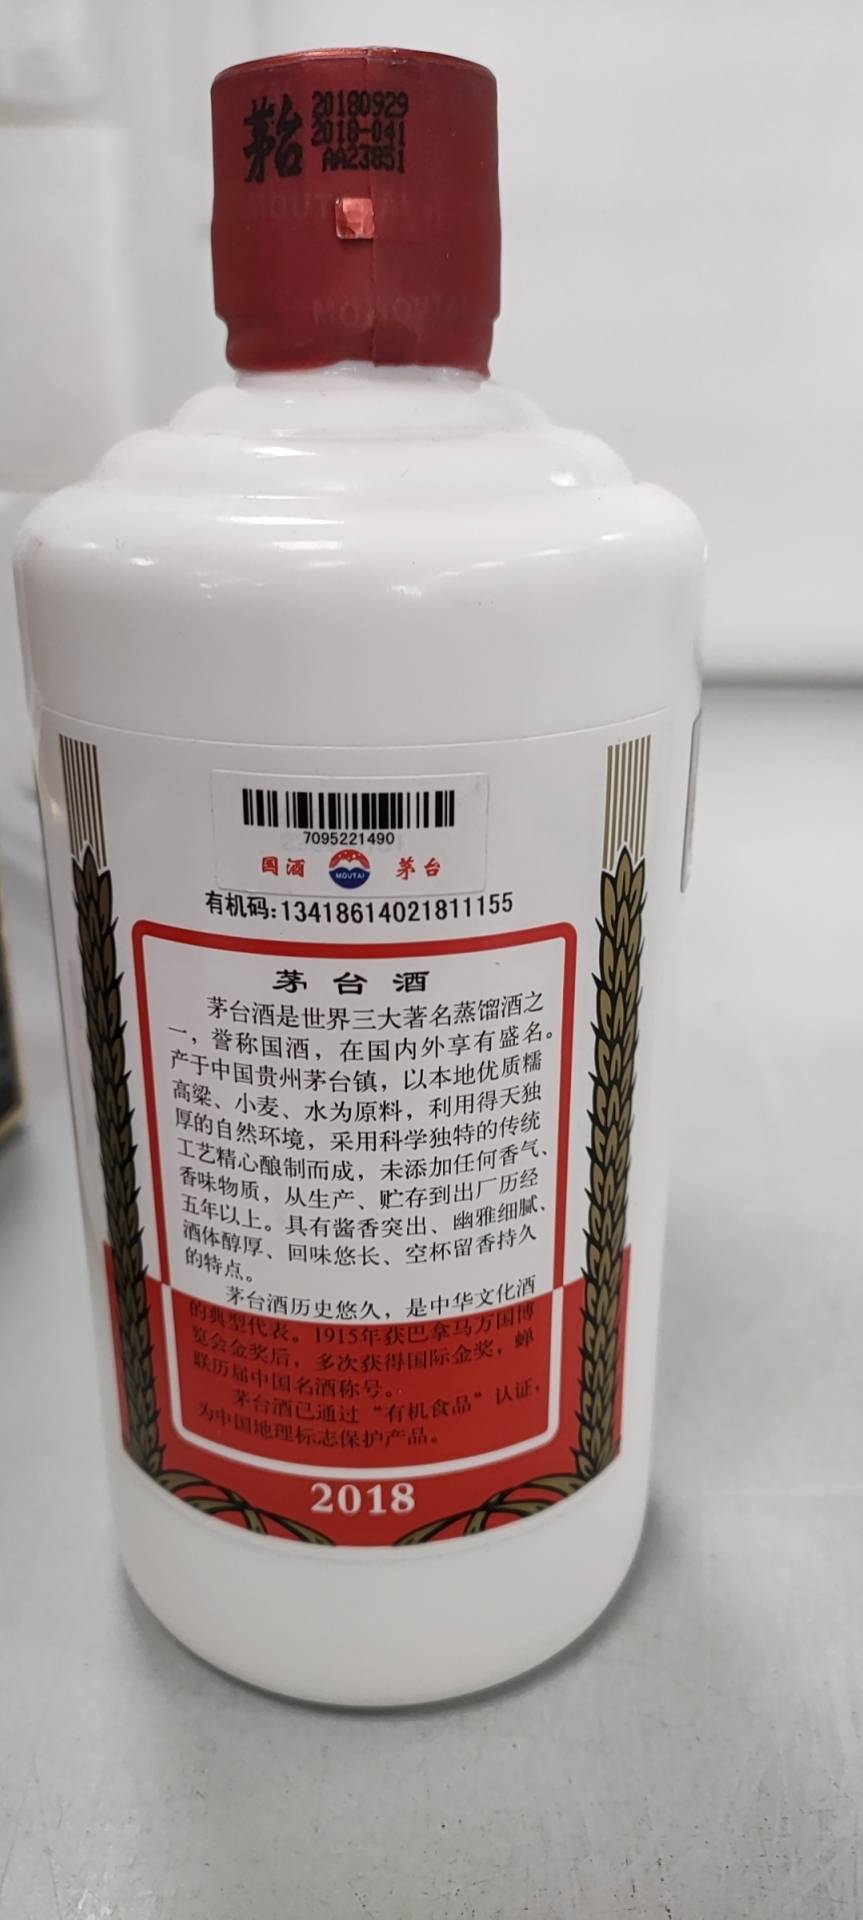 茅台
20180929
2018-041
AA23851
7095221490
国酒
MOUTAI
茅台
有机码:13418614021811155
茅台酒
茅台酒是世界三大著名蒸馏酒之
一，誉称国酒，在国内外享有盛名。
产于中国贵州茅台镇，以本地优质糯
高粱、小麦、水为原料，利用得天独
厚的自然环境，采用科学独特的传统
工艺精心酿制而成，未添加任何香气、
香味物质，从生产、贮存到出厂历经
五年以上。具有酱香突出、幽雅细腻、
酒体醇厚、回味悠长、空杯留香持久
的特点。
茅台酒历史悠久，是中华文化酒
的典型代表。1915年获巴拿马万国博
览会金奖后，多次获得国际金奖，蝉
联历届中国名酒称号。
茅台酒已通过“有机食品”认证，
为中国地理标志保护产品。
2018